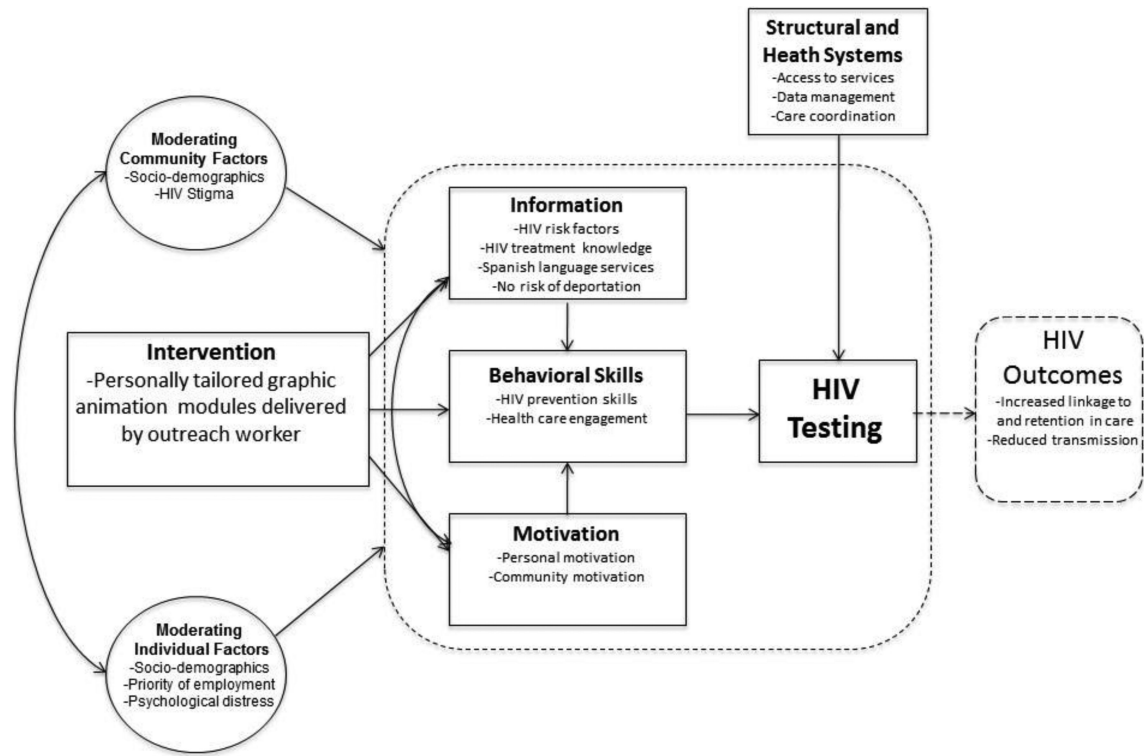 Structural and
Heath Systems
-Access to services
-Data management
-Care coordination
Moderating
Community Factors
-Socio-demographics
-HIV Stigma
Information
-HIV risk factors
-HIV treatment knowledge
-Spanish language services
-No risk of deportation
Intervention
-Personally tailored graphic
animation modules delivered
by outreach worker
Behavioral Skills
-HIV prevention skills
-Health care engagement
HIV
Testing
HIV
Outcomes
-Increased linkage to
and retention in care
-Reduced transmission
Motivation
-Personal motivation
-Community motivation
Moderating
Individual Factors
-Socio-demographics
-Priority of employment
-Psychological distress